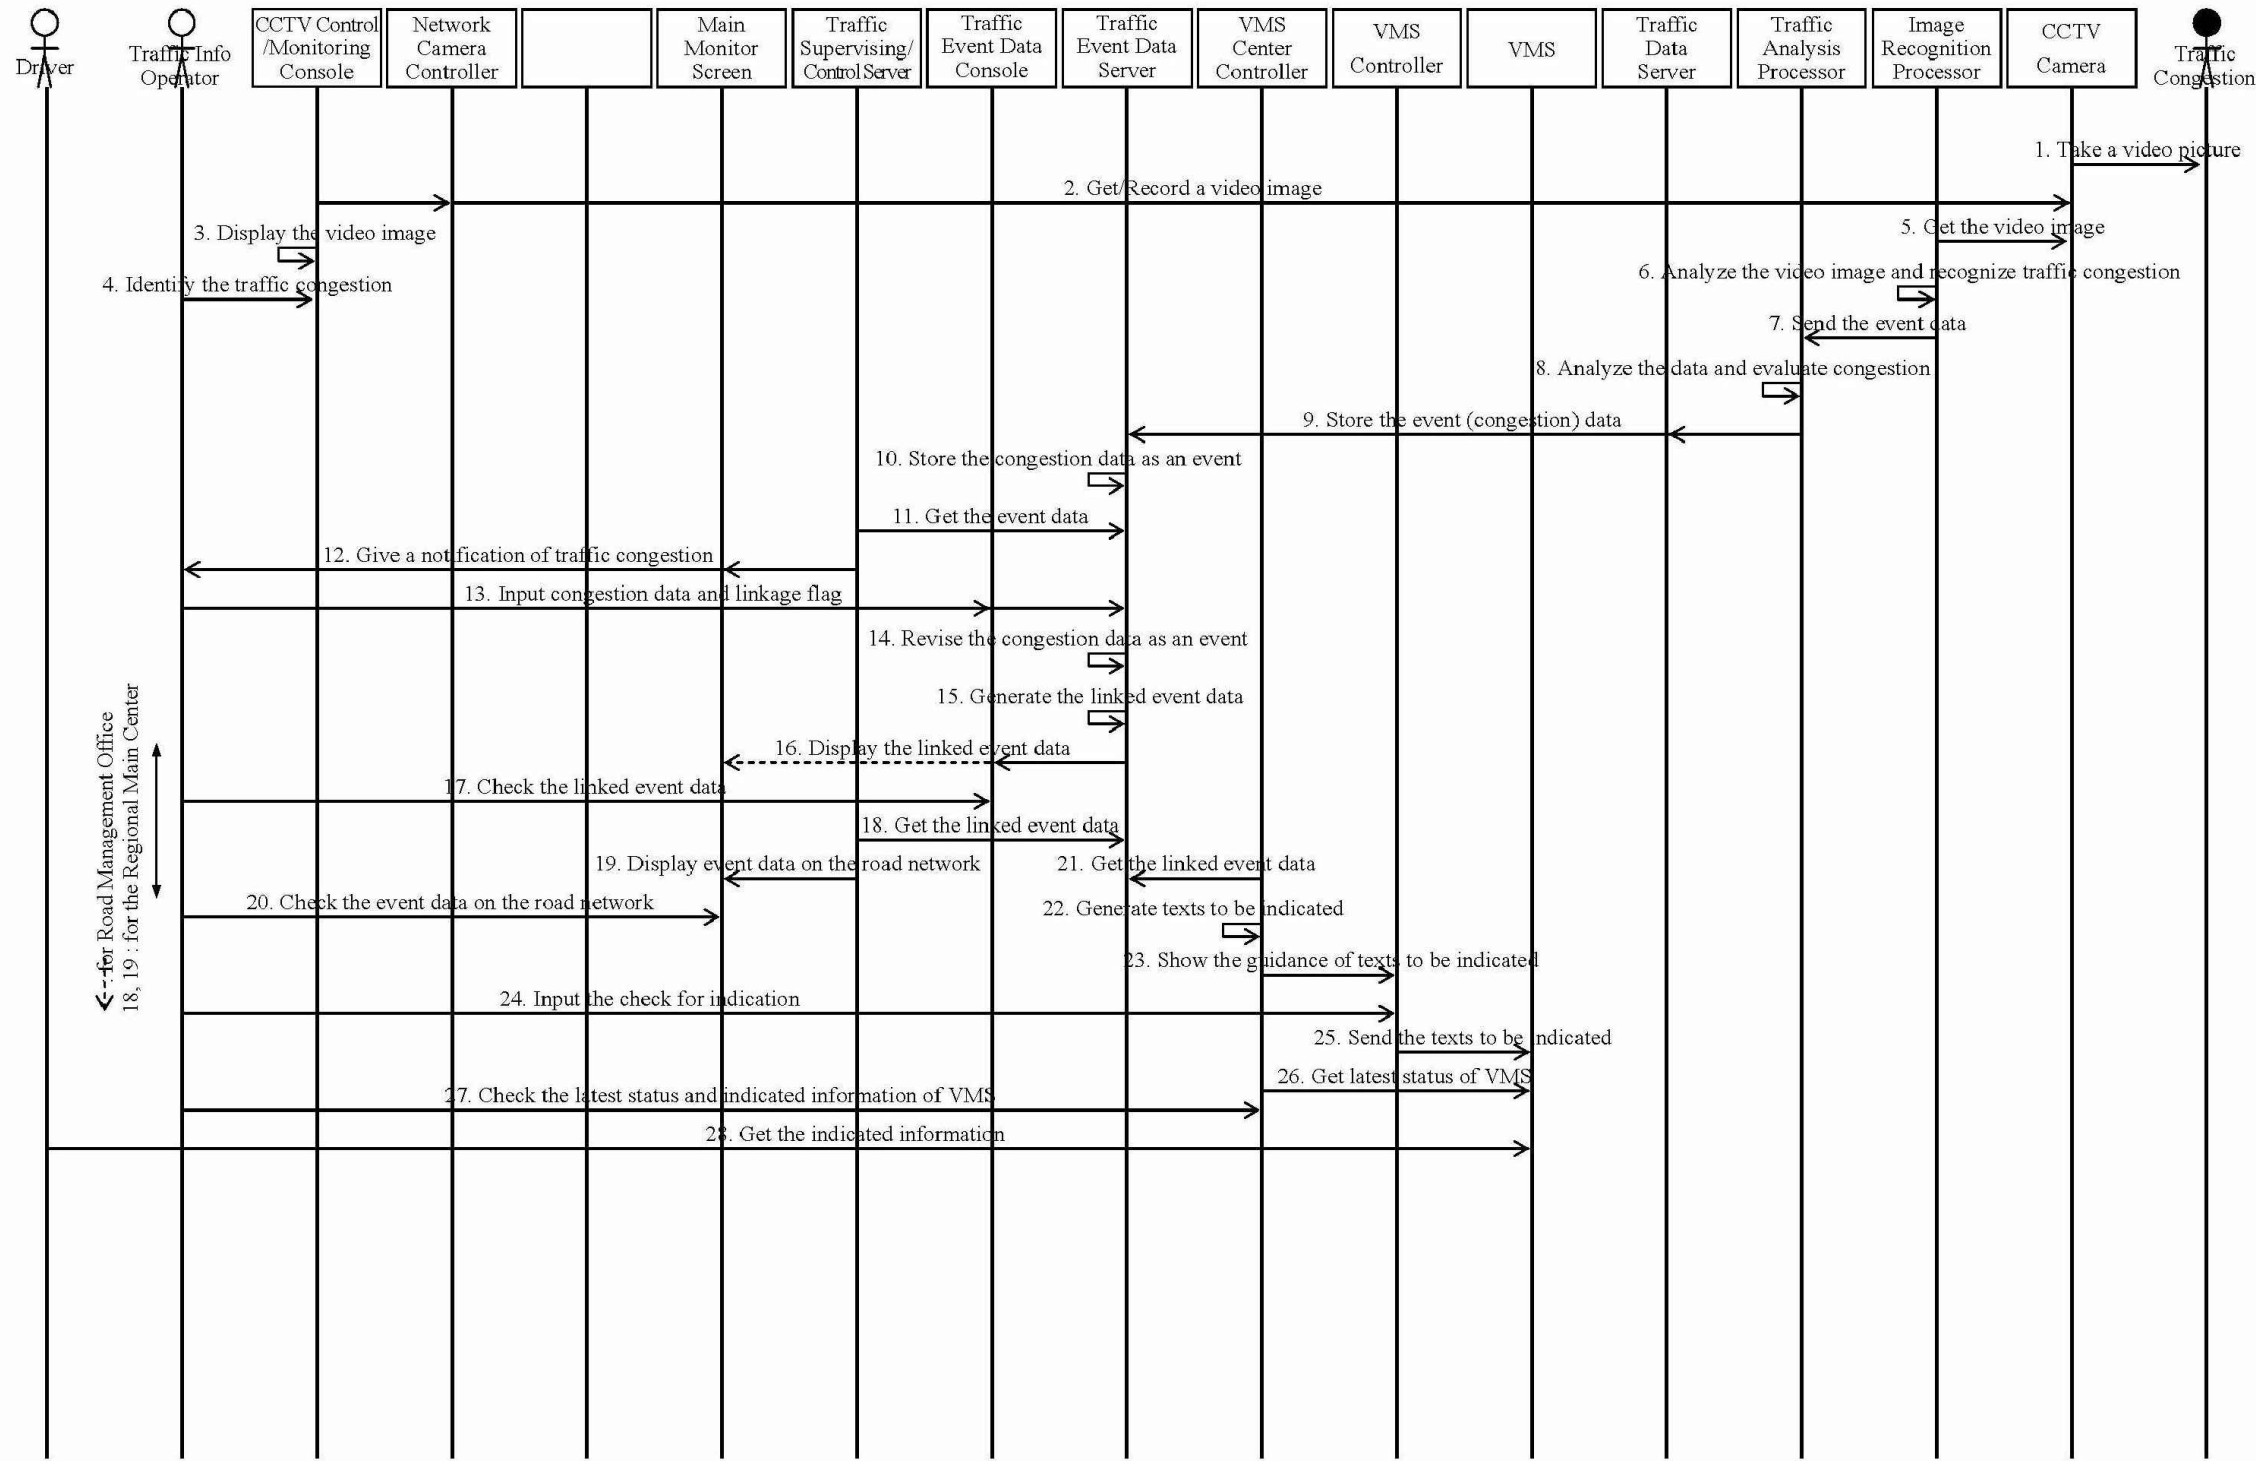 Driver
Traffic Info
Operator
CCTV Control
/Monitoring
Console
Network
Camera
Controller
Main
Monitor
Screen
Traffic
Supervising/
Control Server
Traffic
Event Data
Console
Traffic
Event Data
Server
VMS
Center
Controller
VMS
Controller
VMS
Traffic
Data
Server
Traffic
Analysis
Processor
Image
Recognition
Processor
CCTV
Camera
Traffic
Congestion
1. Take a video picture
2. Get/Record a video image
3. Display the video image
5. Get the video image
4. Identify the traffic congestion
6. Analyze the video image and recognize traffic congestion
7. Send the event data
8. Analyze the data and evaluate congestion
9. Store the event (congestion) data
10. Store the congestion data as an event
11. Get the event data
12. Give a notification of traffic congestion
13. Input congestion data and linkage flag
14. Revise the congestion data as an event
15. Generate the linked event data
16. Display the linked event data
17. Check the linked event data
18. Get the linked event data
19. Display event data on the road network
21. Get the linked event data
20. Check the event data on the road network
22. Generate texts to be indicated
23. Show the guidance of texts to be indicated
24. Input the check for indication
25. Send the texts to be indicated
26. Get latest status of VMS
27. Check the latest status and indicated information of VMS
28. Get the indicated information
: for Road Management Office
18, 19 : for the Regional Main Center